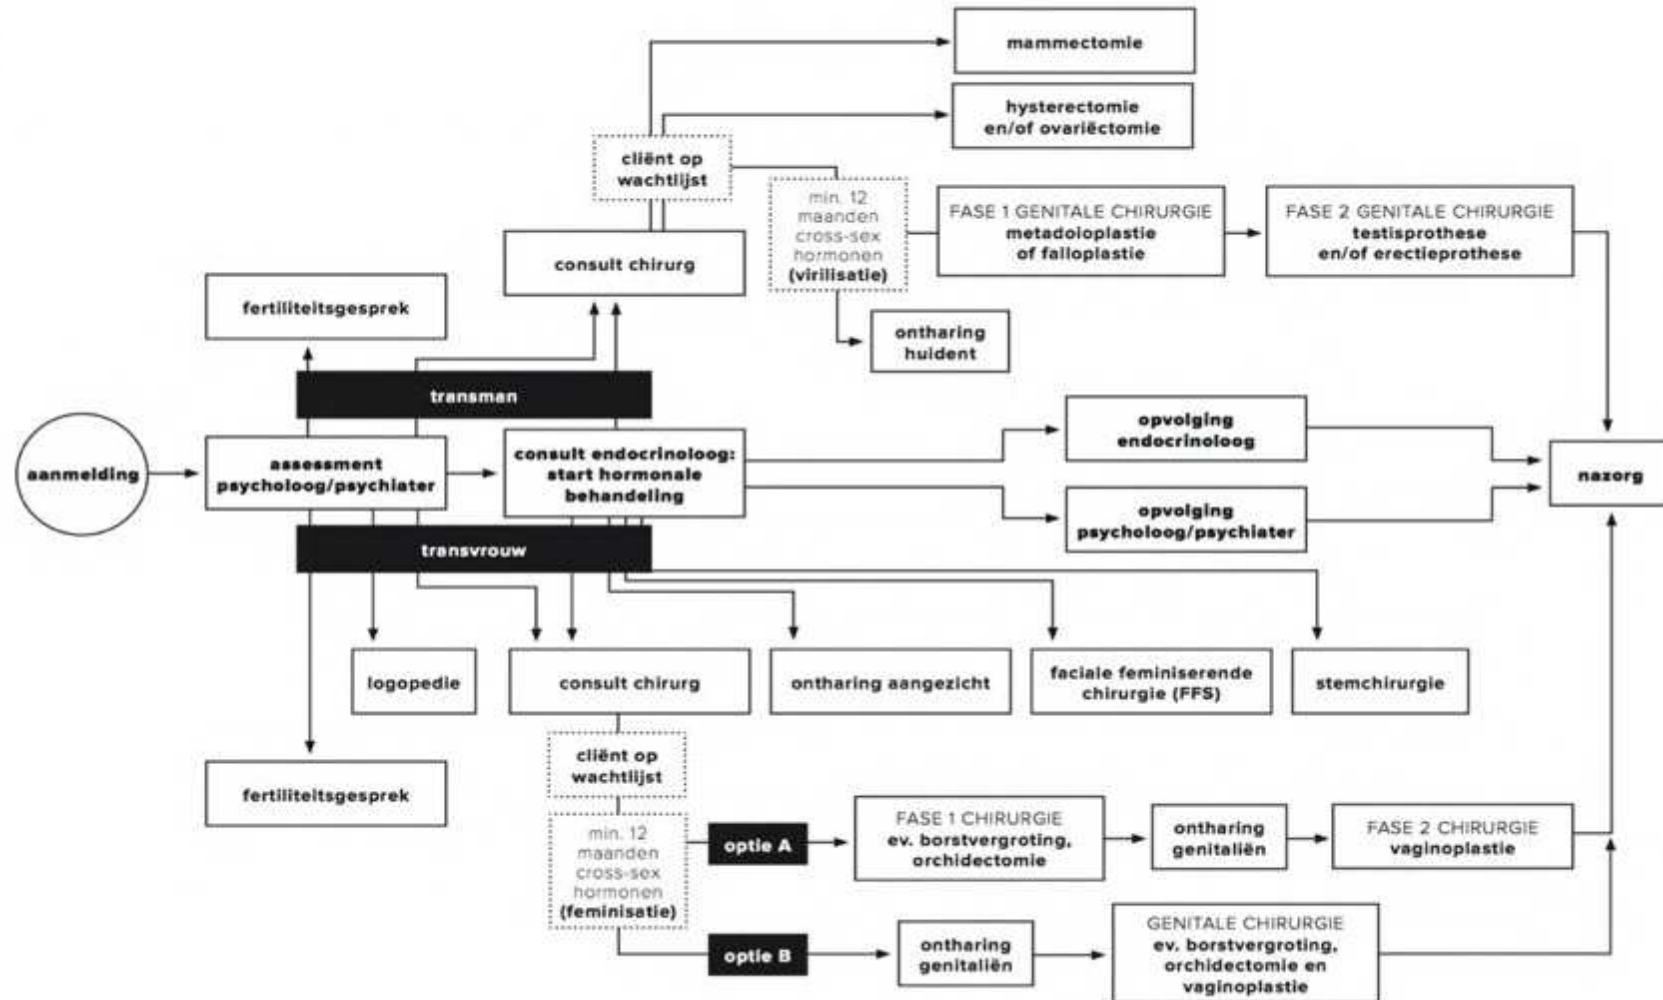 mammectomie
hysterectomie
en/of ovariëctomie
cliënt op
wachtlijst
min. 12
maanden
cross-sex
hormonen
(virilisatie)
FASE 1 GENITALE CHIRURGIE
metadoioplastie
of falloplastie
FASE 2 GENITALE CHIRURGIE
testisprothese
en/of erectieprothese
consult chirurg
fertiliteitsgesprek
ontharing
huident
transman
aanmelding
assessment
psycholoog/psychiater
consult endocrinoloog:
start hormonale
behandeling
opvolging
endocrinoloog
opvolging
psycholoog/psychiater
nazorg
transvrouw
logopedie
consult chirurg
ontharing aangezicht
faciale feminiserende
chirurgie (FFS)
stemchirurgie
fertiliteitsgesprek
cliënt op
wachtlijst
min. 12
maanden
cross-sex
hormonen
(feminisatie)
optie A
FASE 1 CHIRURGIE
ev. borstvergroting,
orchidectomie
ontharing
genitaliën
FASE 2 CHIRURGIE
vaginoplastie
optie B
ontharing
genitaliën
GENITALE CHIRURGIE
ev. borstvergroting,
orchidectomie en
vaginoplastie